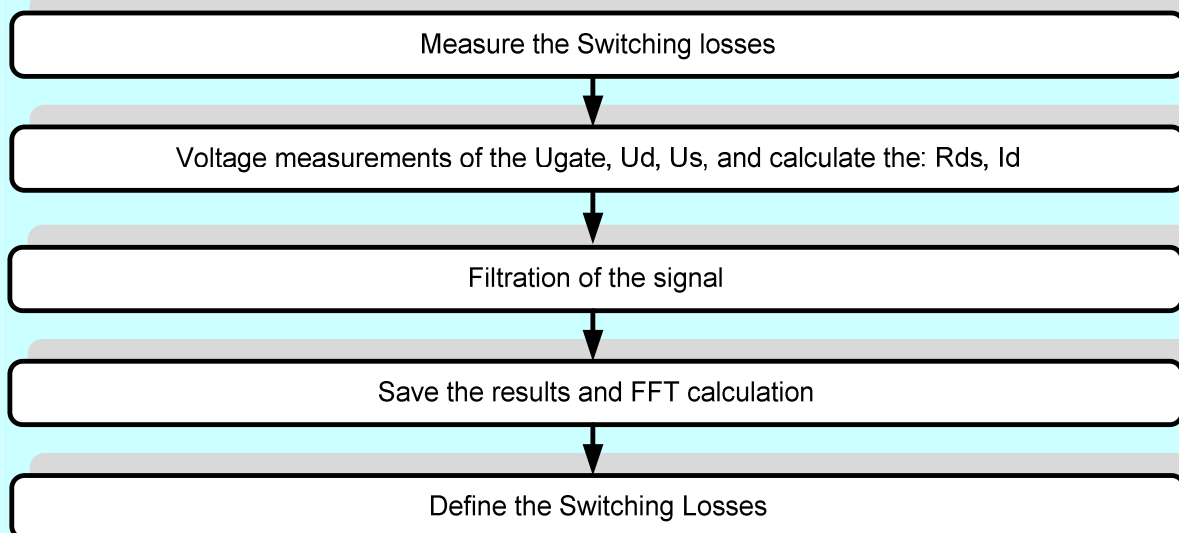 Measure the Switching losses
Voltage measurements of the Ugate, Ud, Us, and calculate the: Rds, Id
Filtration of the signal
Save the results and FFT calculation
Define the Switching Losses